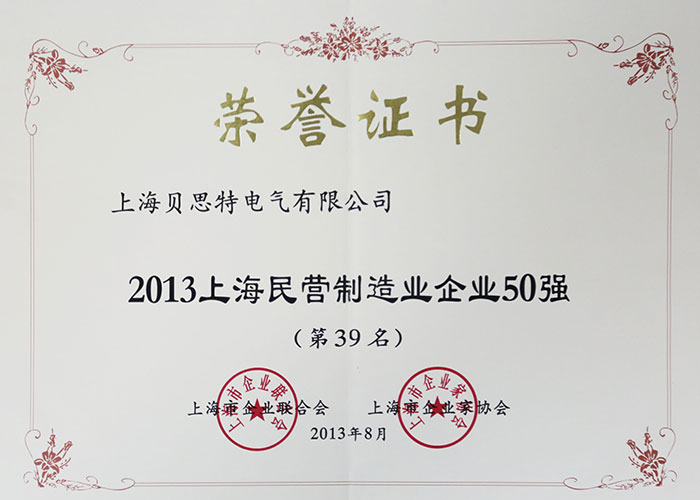 荣誉证书
上海贝思特电气有限公司
2013上海民营制造业企业50强
(第39名)
上海市企业联合会 上海市企业家协会
2013年8月
上海市企业联合会
上海市企业家协会